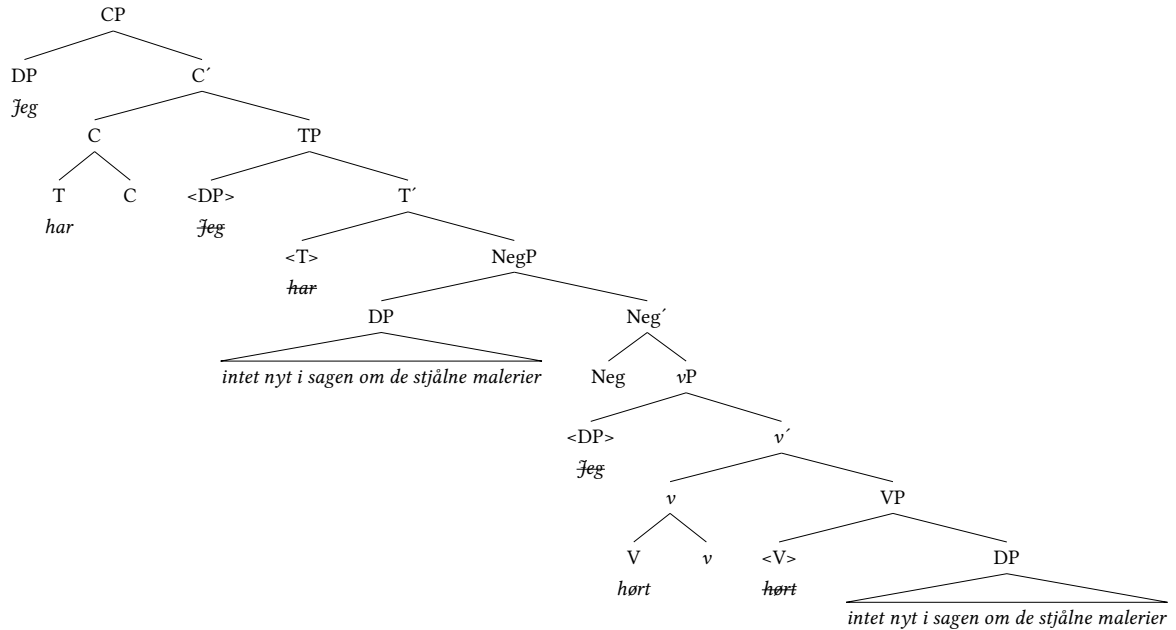 CP
DP C´
Jeg
C TP
T C <DP> T´
har Jeg
<T> NegP
har
DP Neg´
intet nyt i sagen om de stjålne malerier Neg vP
<DP> v´
Jeg
v VP
V v <V> DP
hørt hørt
intet nyt i sagen om de stjålne malerier